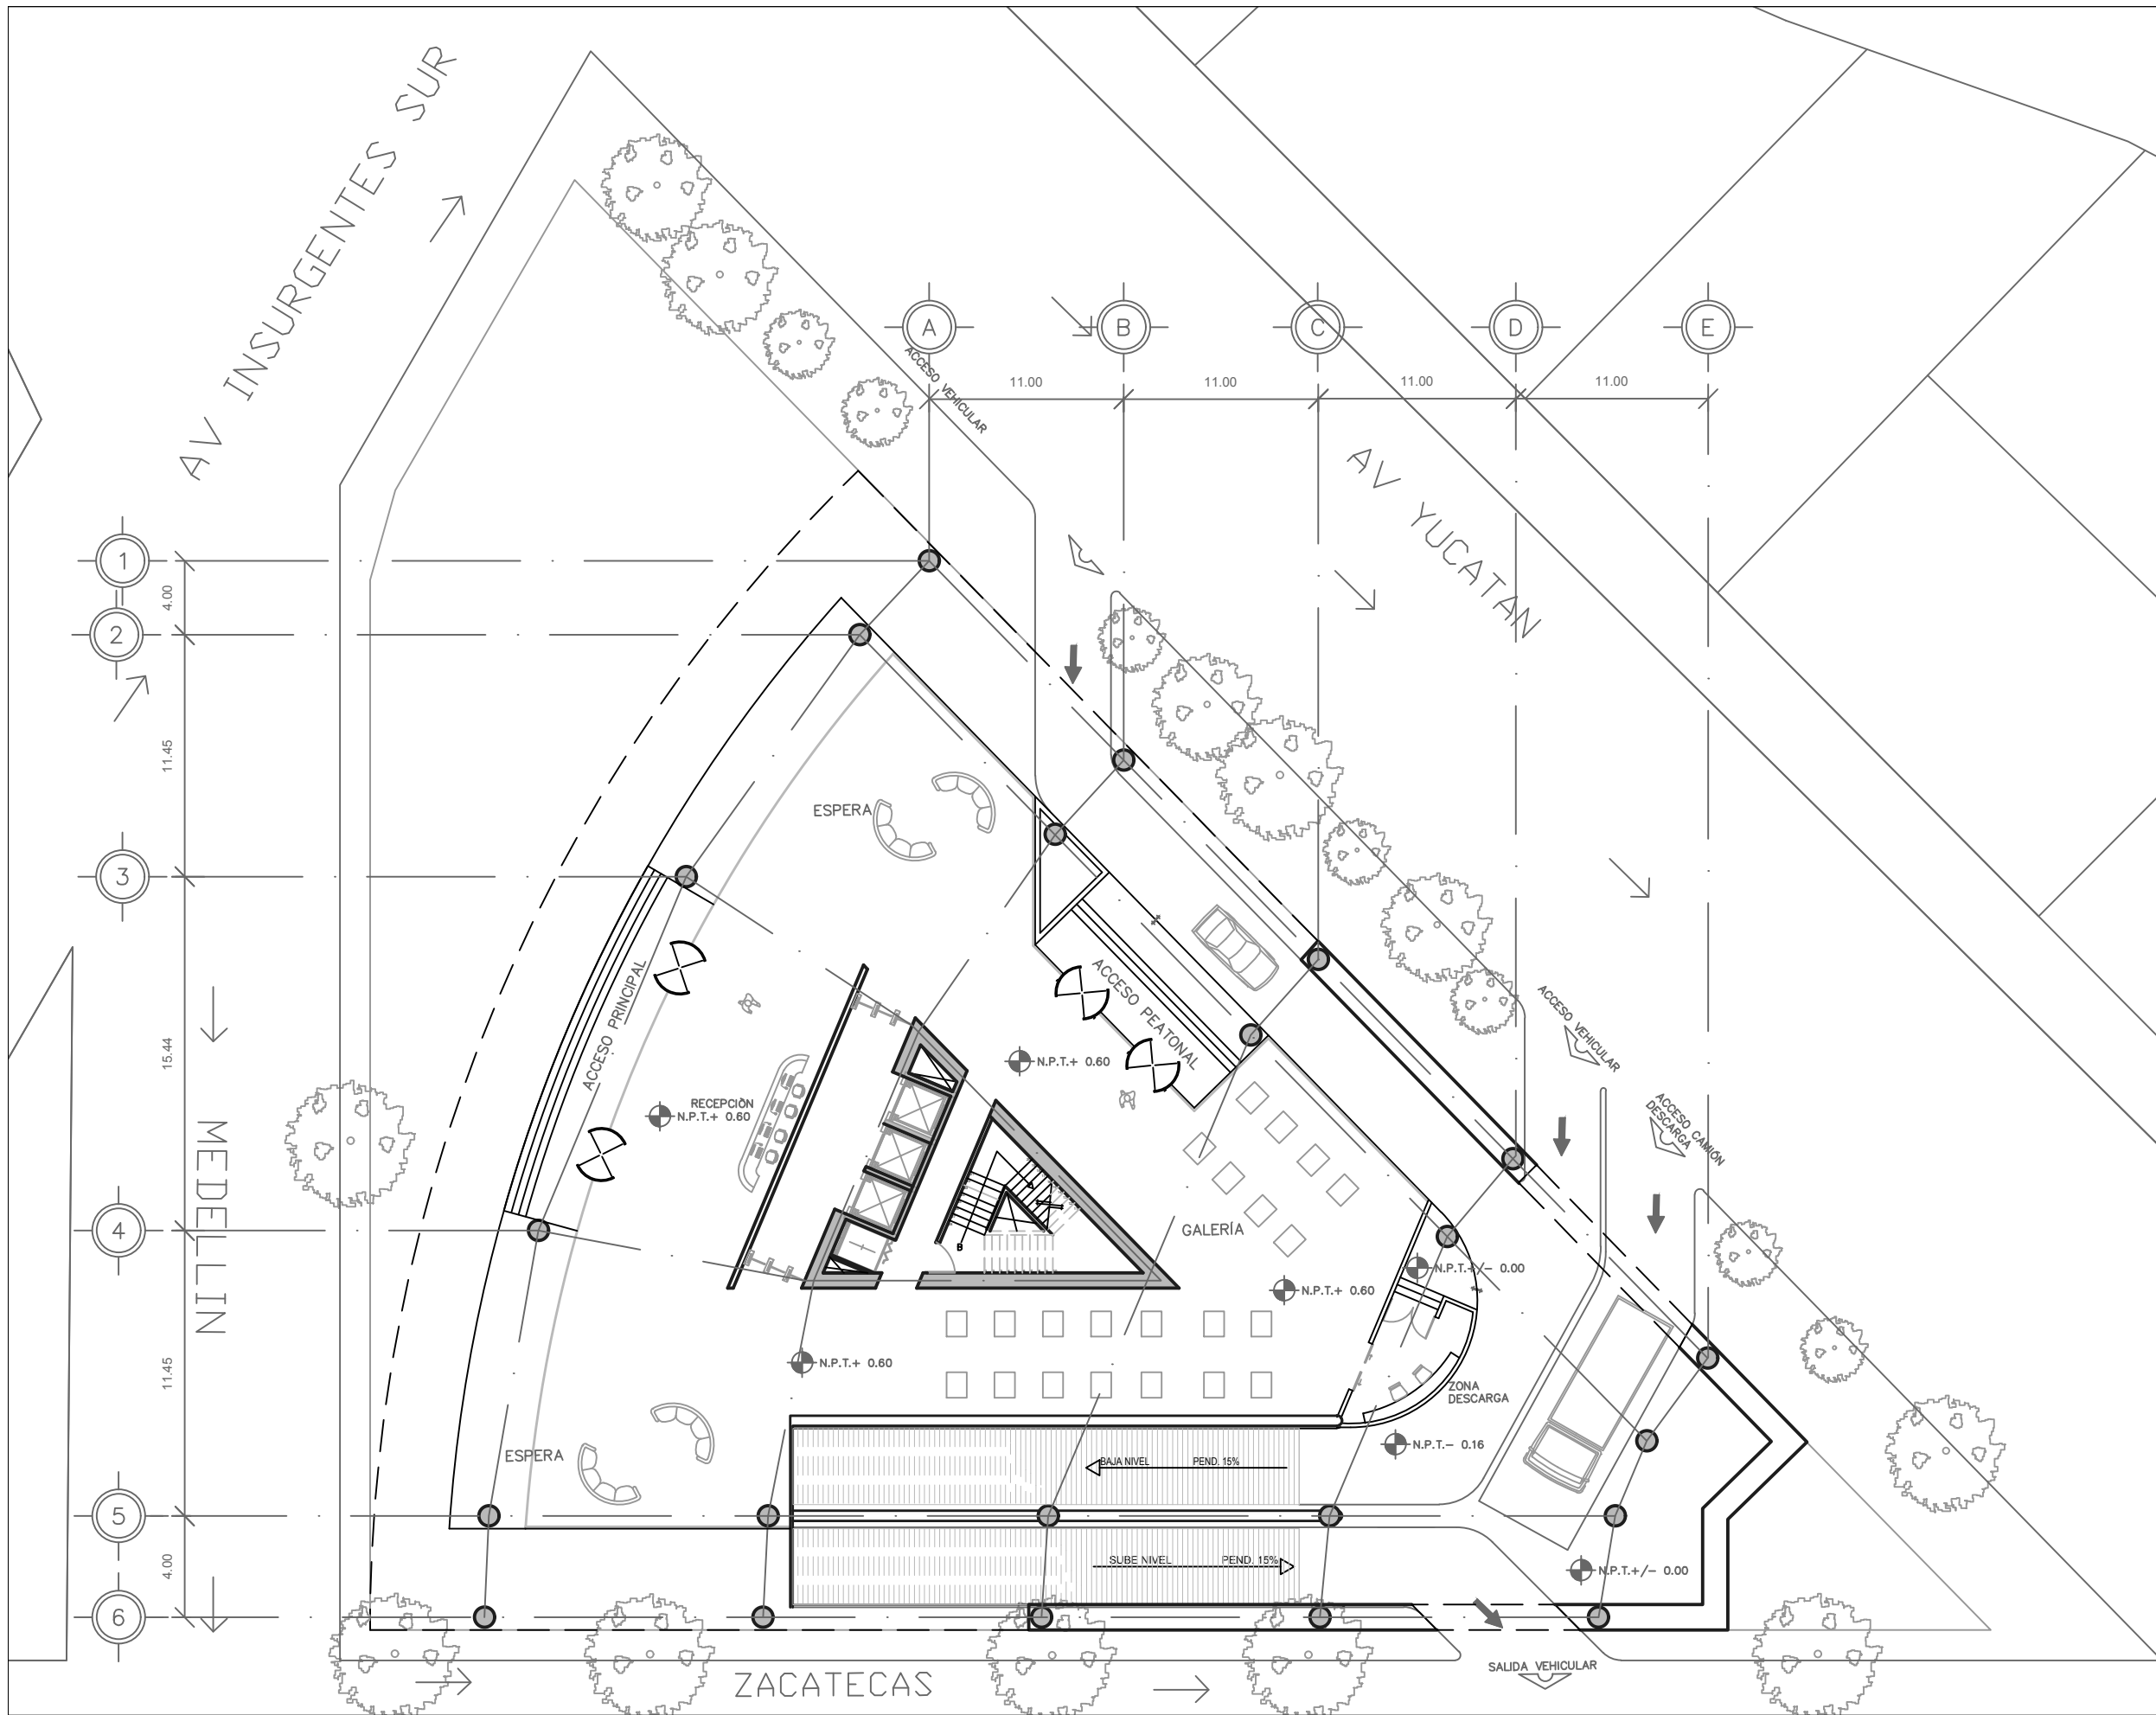 AV INSURGENTES SUR
A
B
C
D
E
11.00
11.00
11.00
11.00
ACCESO VEHICULAR
AV YUCATAN
1
4.00
2
11.45
3
15.44
4
11.45
5
4.00
6
MEDELLIN
ESPERA
ACCESO PRINCIPAL
ACCESO PEATONAL
N.P.T.+ 0.60
RECEPCIÒN
N.P.T.+ 0.60
ACCESO VEHICULAR
ACCESO CAMIÓN
DESCARGA
B
GALERÍA
N.P.T.+/− 0.00
N.P.T.+ 0.60
N.P.T.+ 0.60
ZONA
DESCARGA
ESPERA
N.P.T.− 0.16
BAJA NIVEL PEND. 15%
SUBE NIVEL PEND. 15%
N.P.T.+/− 0.00
SALIDA VEHICULAR
ZACATECAS